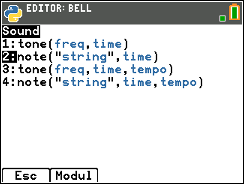 EDITOR: BELL
Sound
1:tone(freq,time)
2:note("string",time)
3:tone(freq,time,tempo)
4:note("string",time,tempo)
Esc Modul